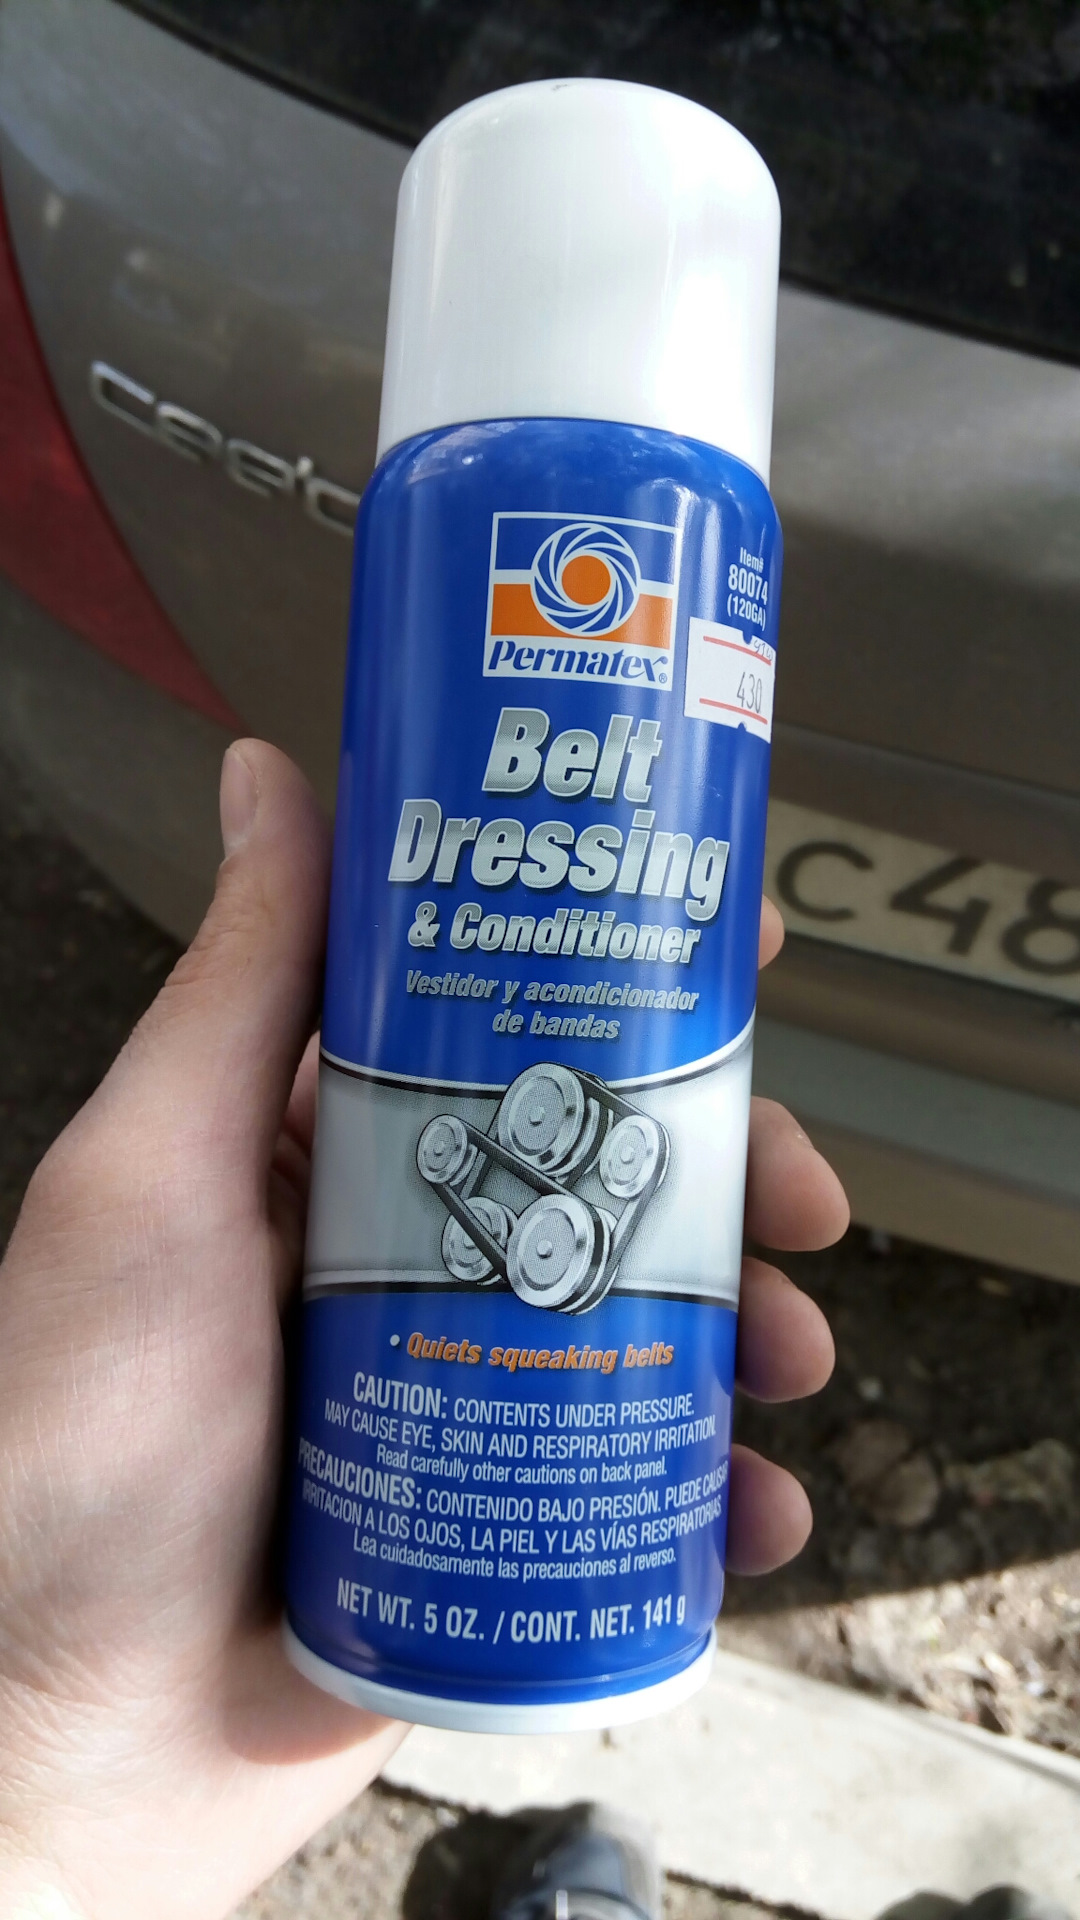 cee'd
Item#
80074
(120GA)
Permatex®
430
Belt
Dressing
& Conditioner
Vestidor y acondicionador
de bandas
C48
• Quiets squeaking belts
CAUTION: CONTENTS UNDER PRESSURE.
MAY CAUSE EYE, SKIN AND RESPIRATORY IRRITATION.
Read carefully other cautions on back panel.
PRECAUCIONES: CONTENIDO BAJO PRESIÓN. PUEDE CAUSAR
IRRITACION A LOS OJOS, LA PIEL Y LAS VÍAS RESPIRATORIAS.
Lea cuidadosamente las precauciones al reverso.
NET WT. 5 OZ. / CONT. NET. 141 g